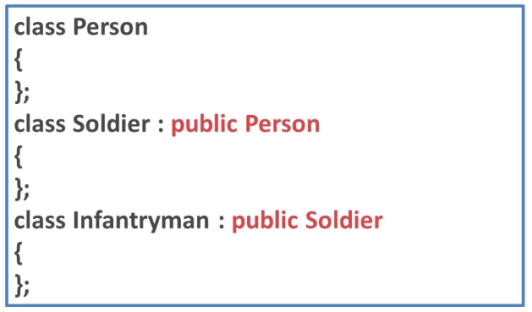 class Person
{
};
class Soldier : public Person
{
};
class Infantryman : public Soldier
{
};